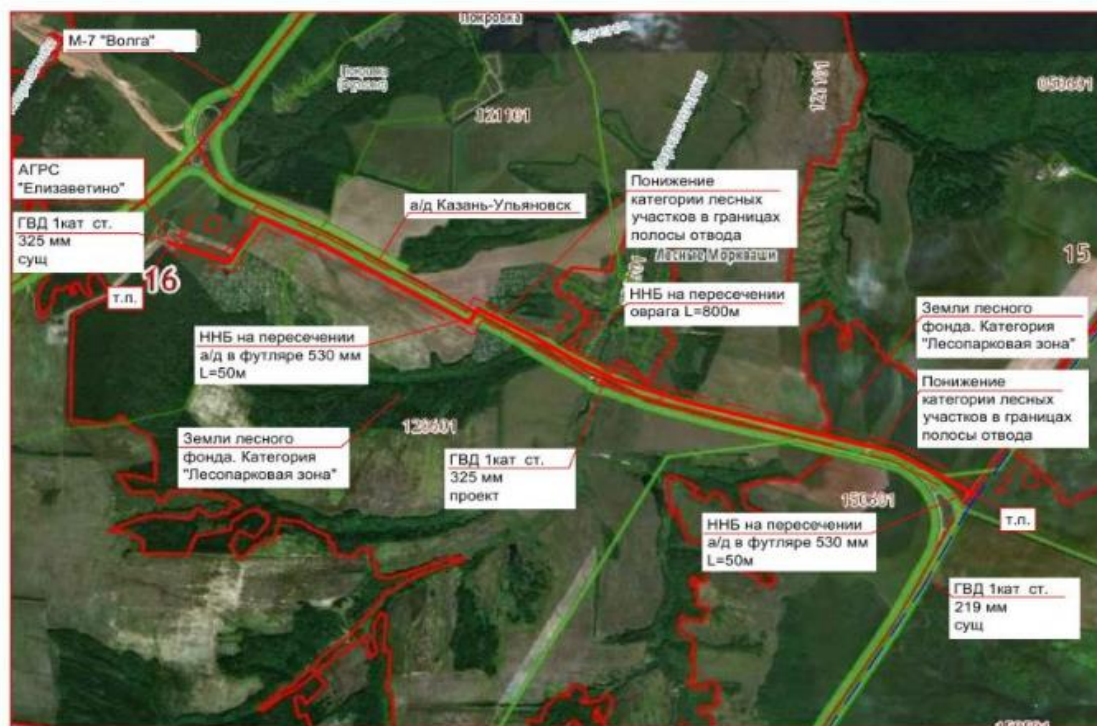 Покровка
М-7 "Волга"
121101
121101
050601
АГРС
"Елизаветино"
ГВД 1кат ст.
325 мм
сущ
16
т.п.
а/д Казань-Ульяновск
Понижение
категории лесных
участков в границах
полосы отвода
Лесные Моркваши
15
ННБ на пересечении
оврага L=800м
ННБ на пересечении
а/д в футляре 530 мм
L=50м
Земли лесного
фонда. Категория
"Лесопарковая зона"
Понижение
категории лесных
участков в границах
полосы отвода
Земли лесного
фонда. Категория
"Лесопарковая зона"
ГВД 1кат ст.
325 мм
проект
150601
ННБ на пересечении
а/д в футляре 530 мм
L=50м
т.п.
ГВД 1кат ст.
219 мм
сущ